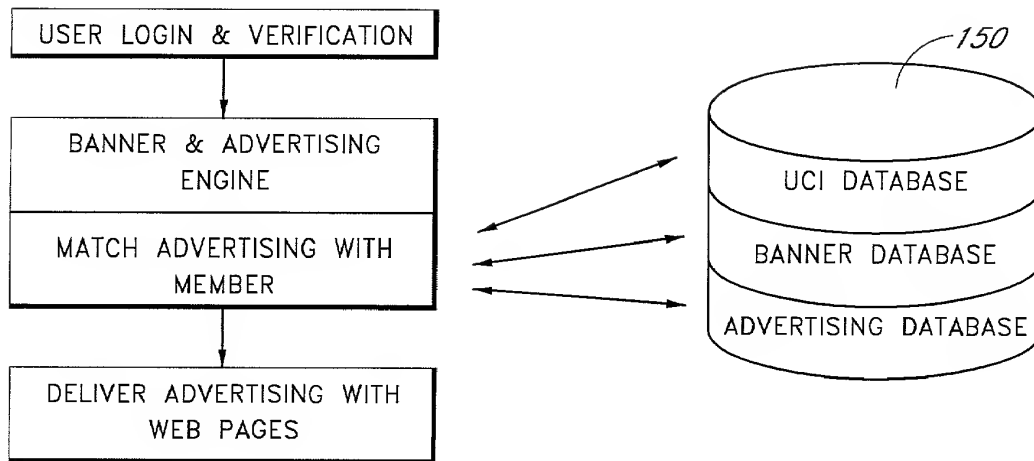 USER LOGIN & VERIFICATION
BANNER & ADVERTISING
ENGINE
MATCH ADVERTISING WITH
MEMBER
DELIVER ADVERTISING WITH
WEB PAGES
150
UCI DATABASE
BANNER DATABASE
ADVERTISING DATABASE